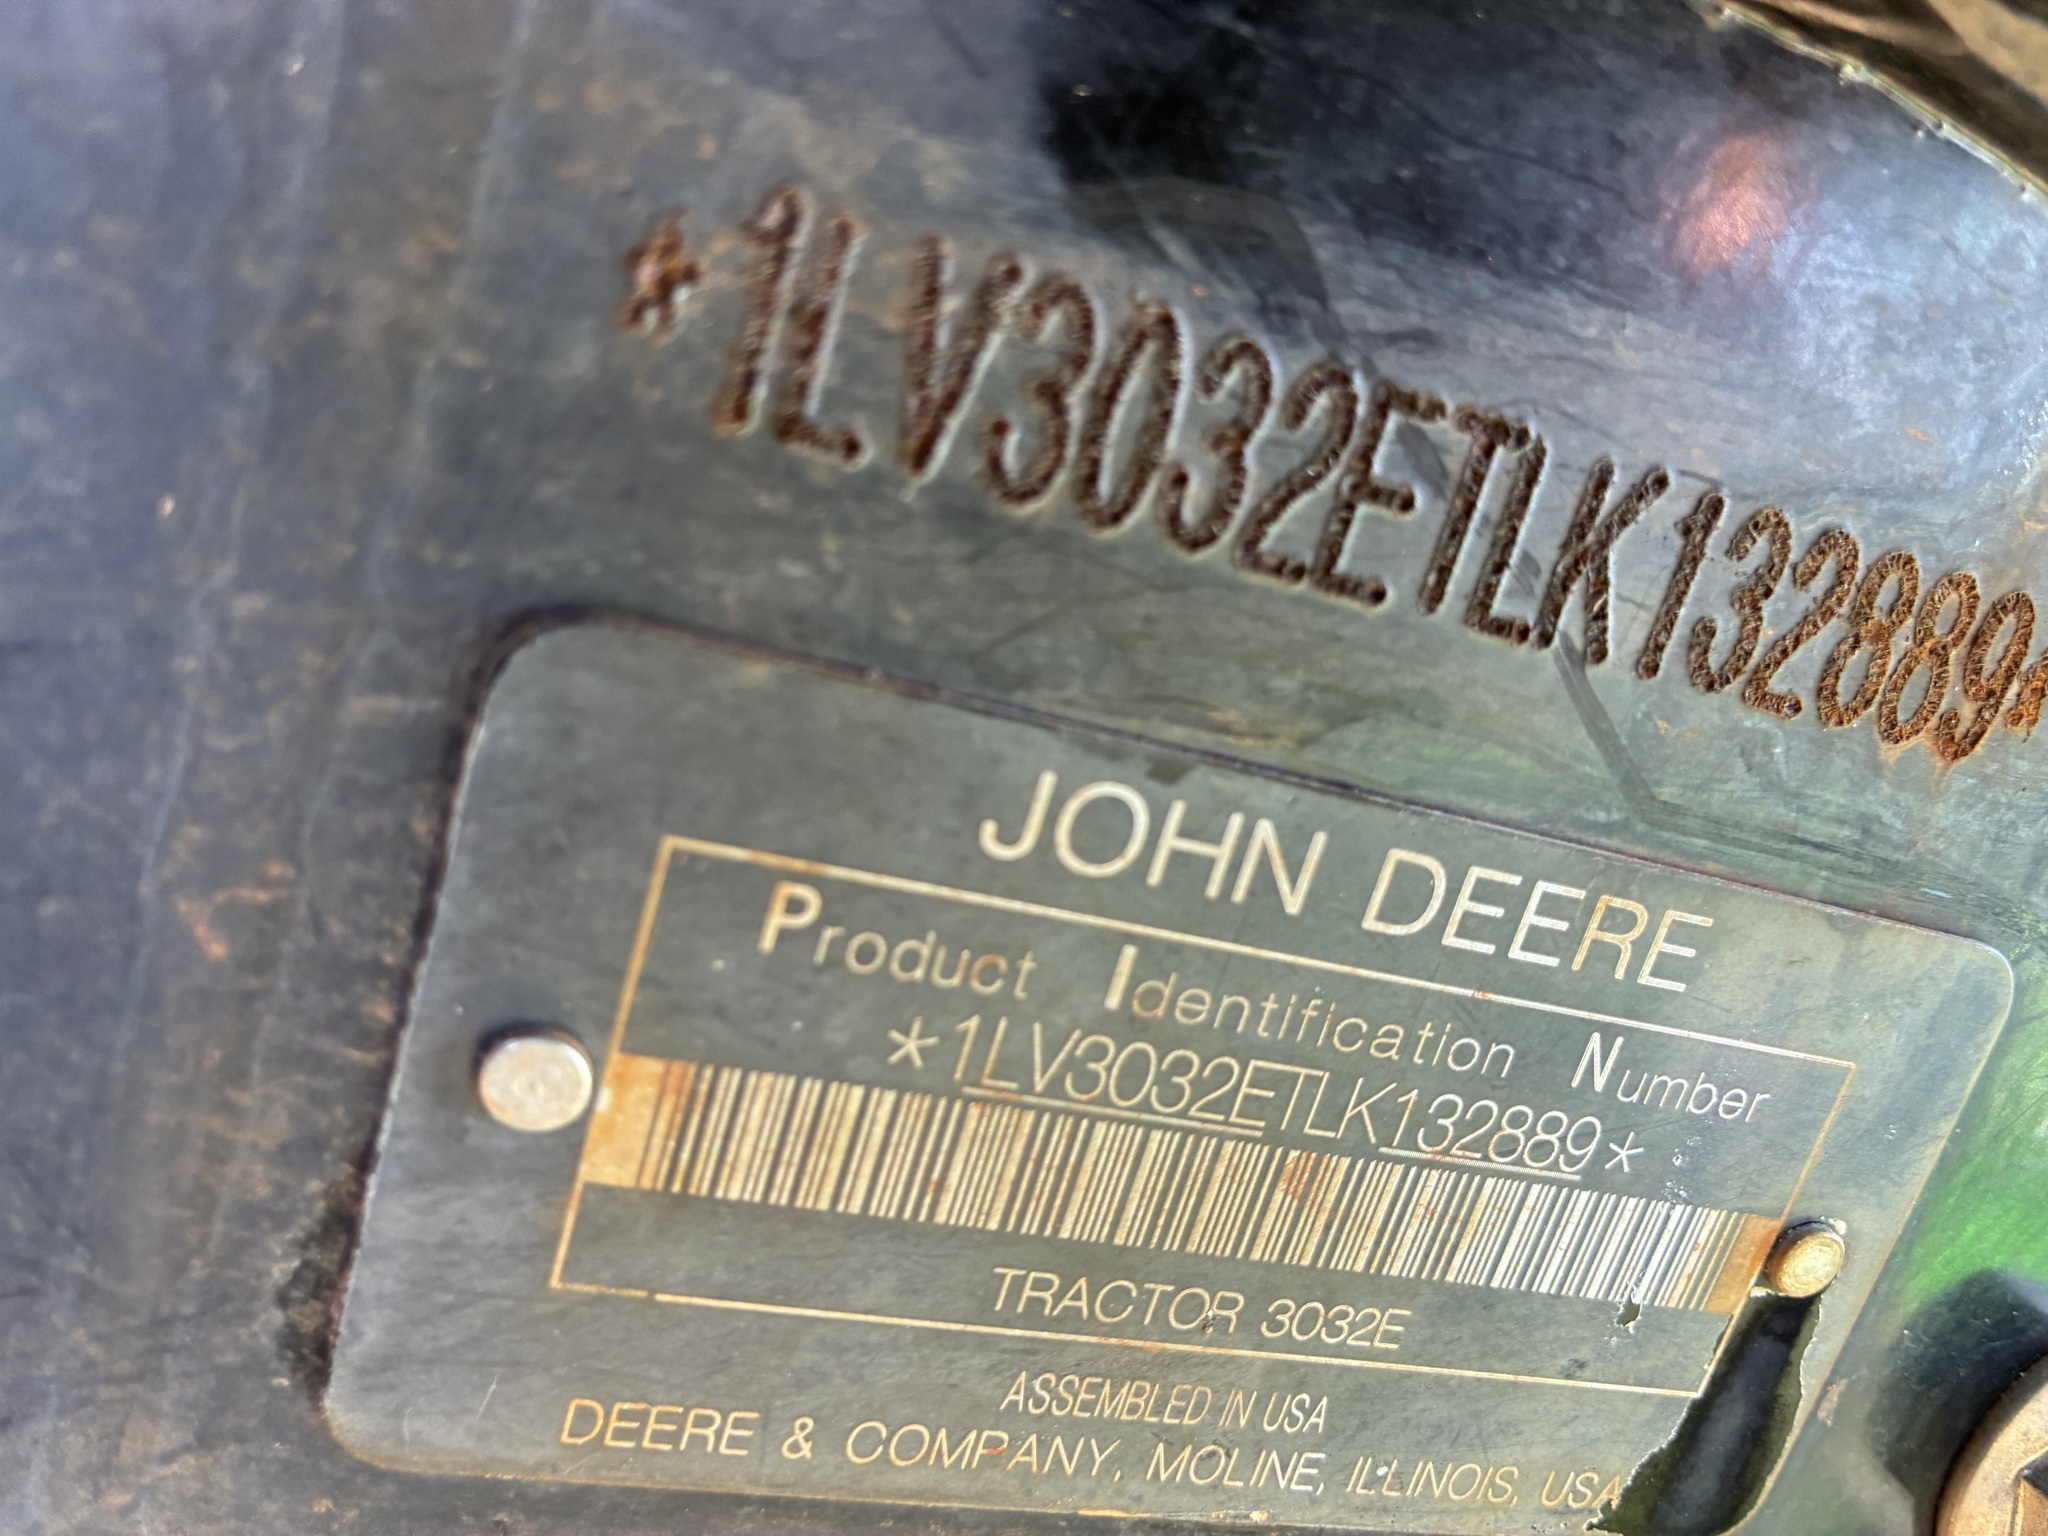 *1LV3032ETLK132889*
JOHN DEERE
Product Identification Number
*1LV3032ETLK132889*
TRACTOR 3032E
ASSEMBLED IN USA
DEERE & COMPANY, MOLINE, ILLINOIS, USA